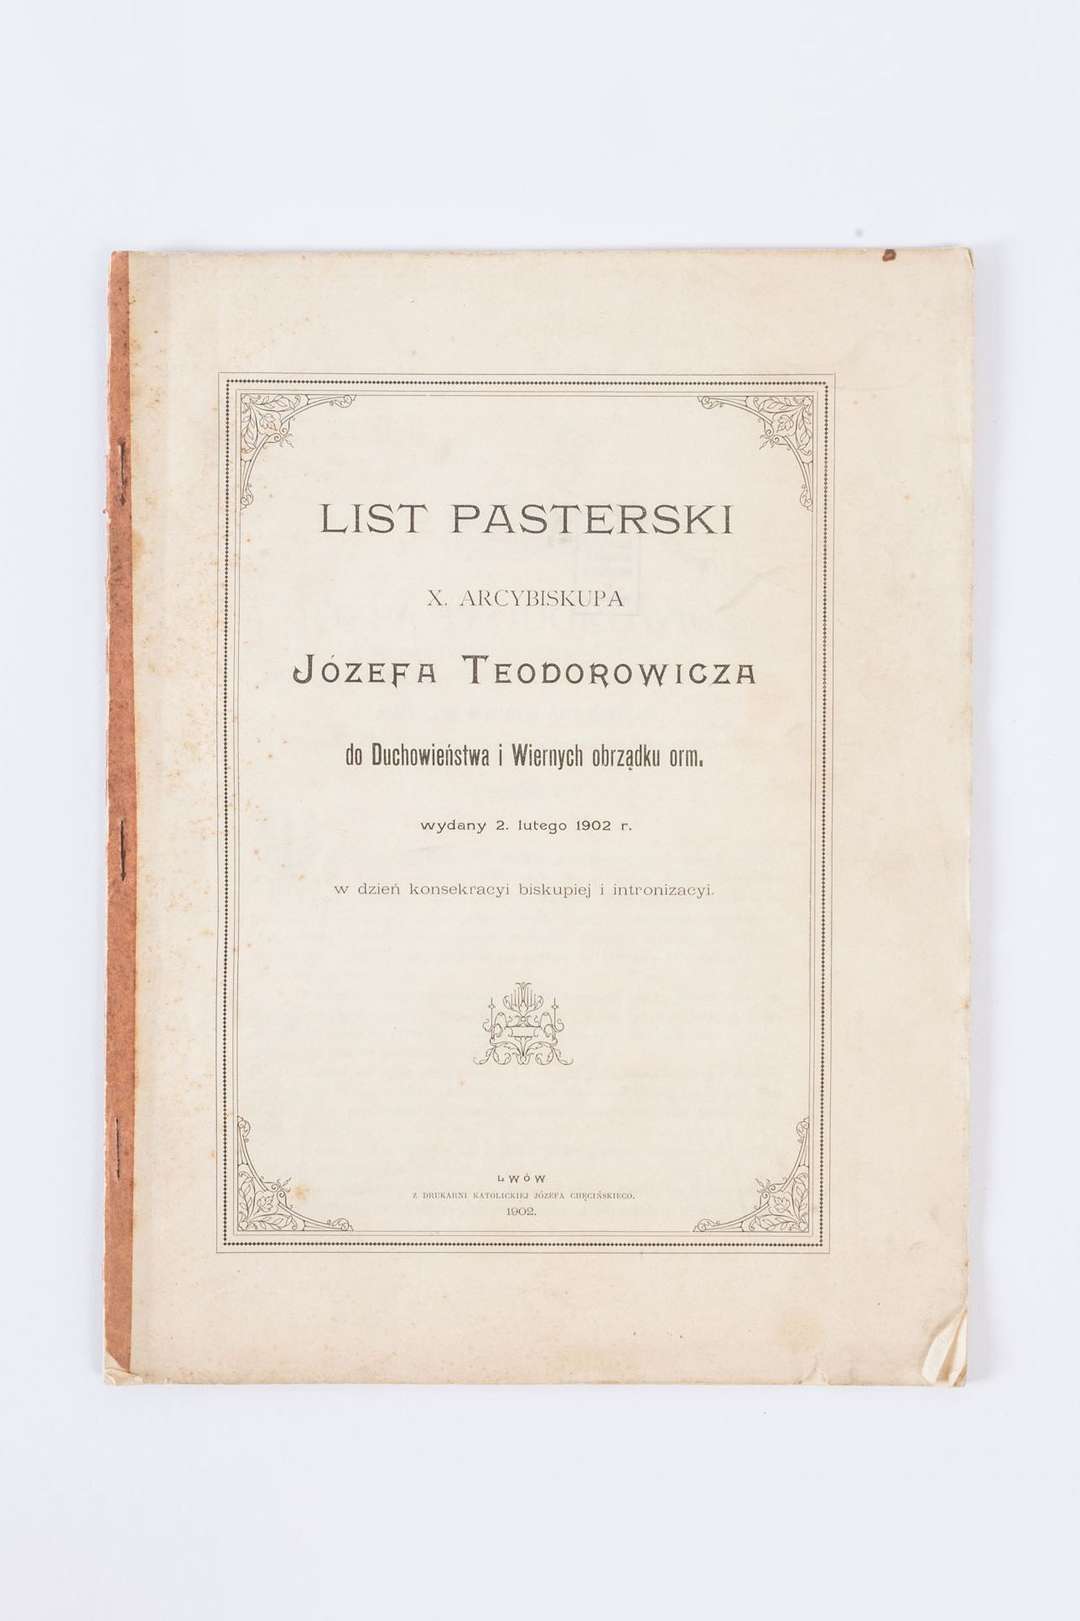 LIST PASTERSKI
X. ARCYBISKUPA
JÓZEFA TEODOROWICZA
do Duchowieństwa i Wiernych obrządku orm.
wydany 2. lutego 1902 r.
w dzień konsekracyi biskupiej i intronizacyi.
LWÓW
Z DRUKARNI KATOLICKIEJ JÓZEFA CHĘCIŃSKIEGO.
1902.